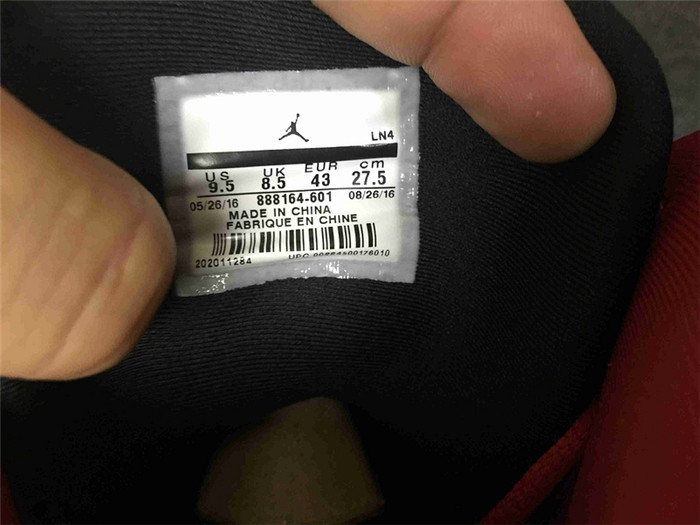 LN4
US UK EUR cm
9.5 8.5 43 27.5
05/26/16 888164-601 08/26/16
MADE IN CHINA
FABRIQUE EN CHINE
202011284 UPC